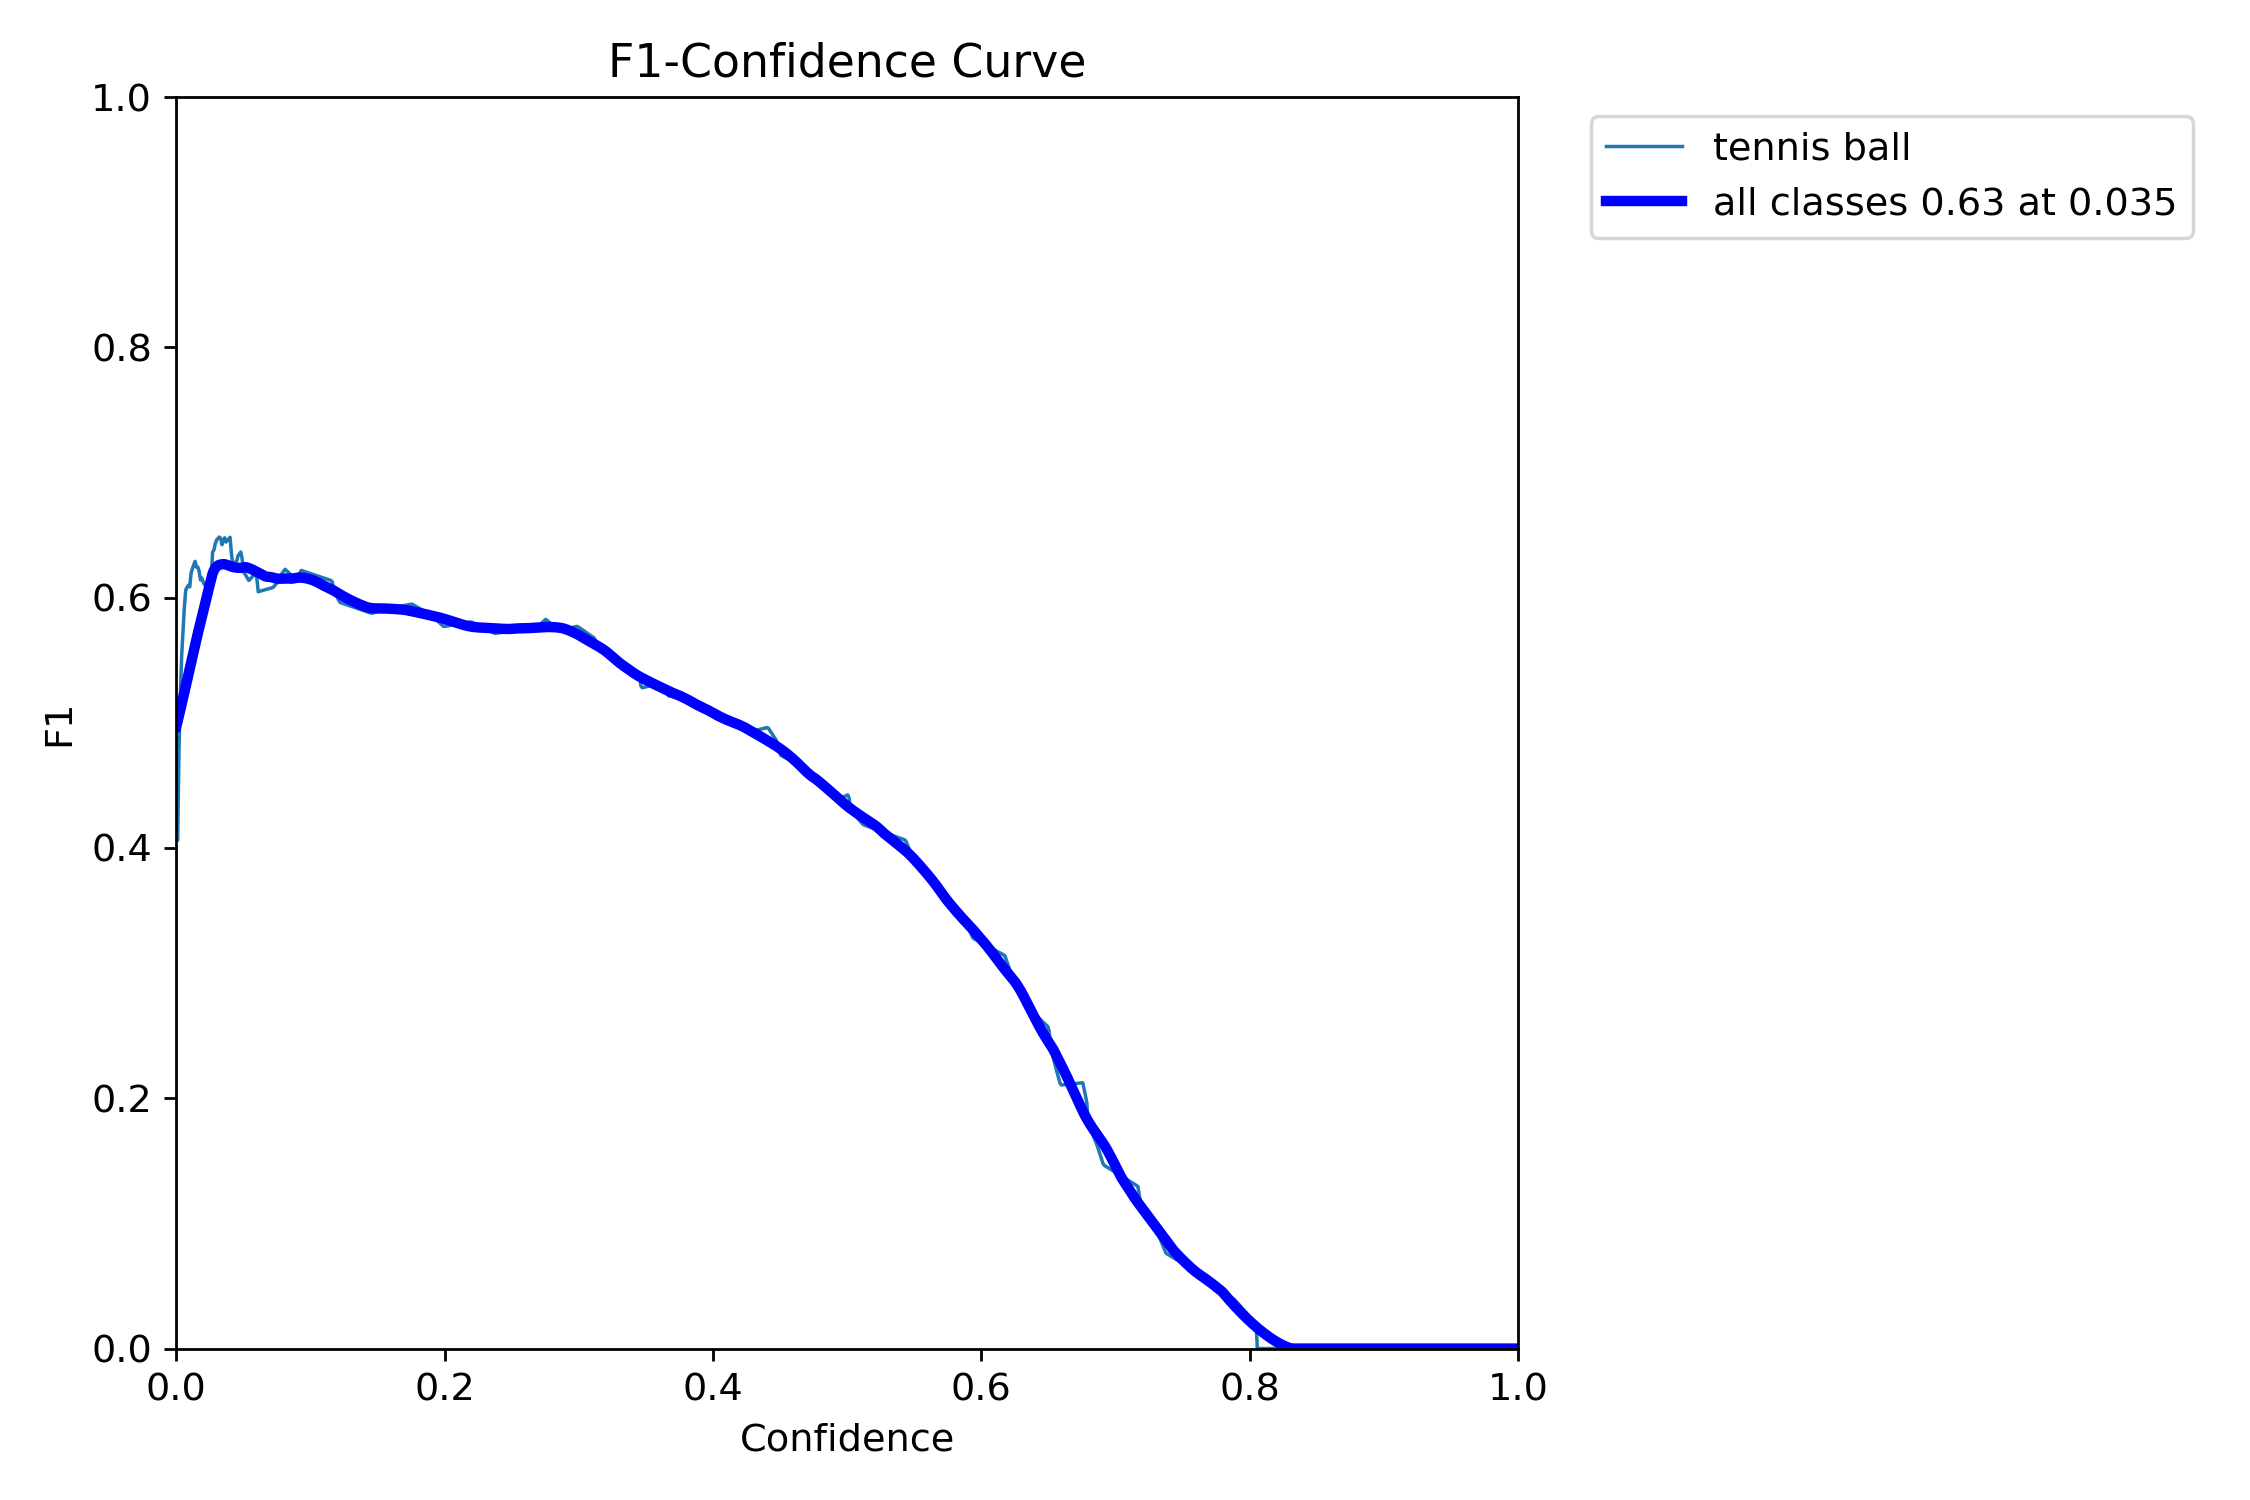 F1-Confidence Curve
1.0
0.8
0.6
0.4
0.2
0.0
F1
0.0 0.2 0.4 0.6 0.8 1.0
Confidence
tennis ball
all classes 0.63 at 0.035